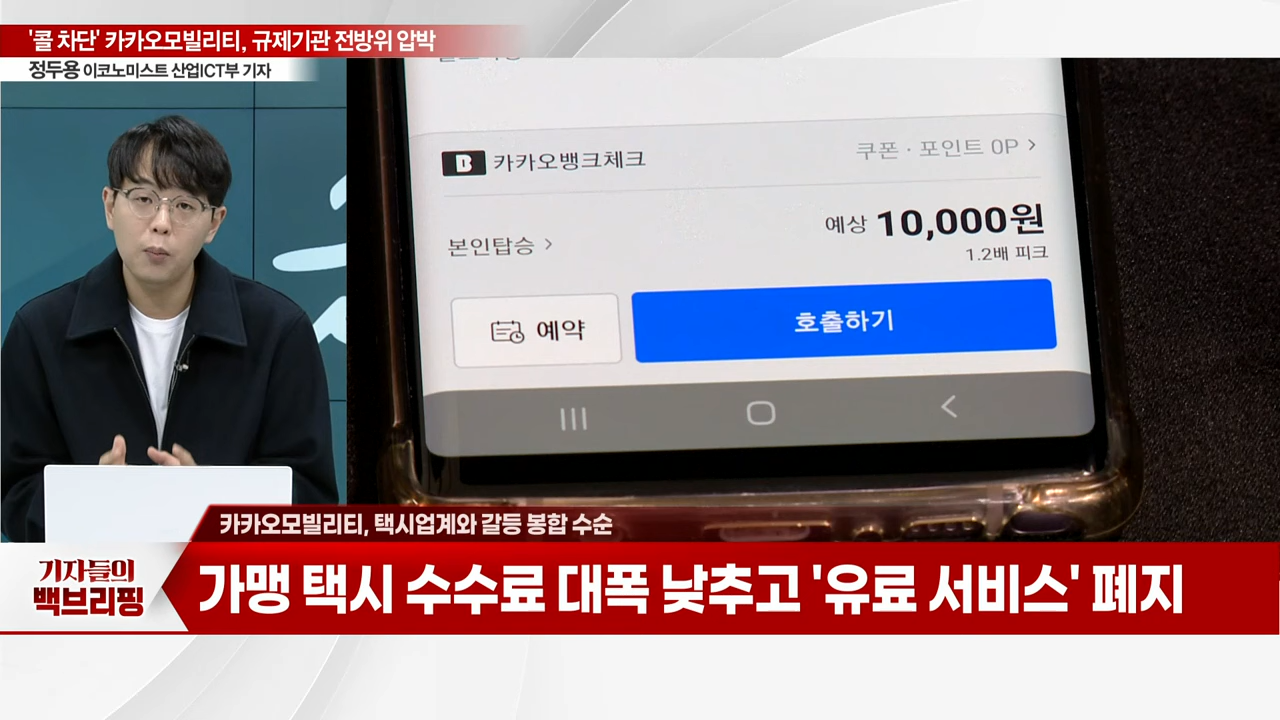 '콜 차단' 카카오모빌리티, 규제기관 전방위 압박
정두용 이코노미스트 산업ICT부 기자
B 카카오뱅크체크
쿠폰 · 포인트 0P >
본인탑승 >
예상 10,000원
1.2배 피크
예약
호출하기
카카오모빌리티, 택시업계와 갈등 봉합 수순
기자들의
백브리핑
가맹 택시 수수료 대폭 낮추고 '유료 서비스' 폐지